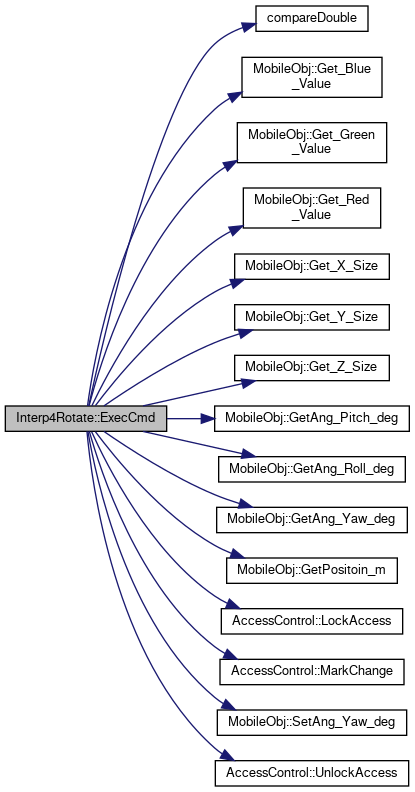 compareDouble
MobileObj::Get_Blue
_Value
MobileObj::Get_Green
_Value
MobileObj::Get_Red
_Value
MobileObj::Get_X_Size
MobileObj::Get_Y_Size
MobileObj::Get_Z_Size
Interp4Rotate::ExecCmd
MobileObj::GetAng_Pitch_deg
MobileObj::GetAng_Roll_deg
MobileObj::GetAng_Yaw_deg
MobileObj::GetPositoin_m
AccessControl::LockAccess
AccessControl::MarkChange
MobileObj::SetAng_Yaw_deg
AccessControl::UnlockAccess